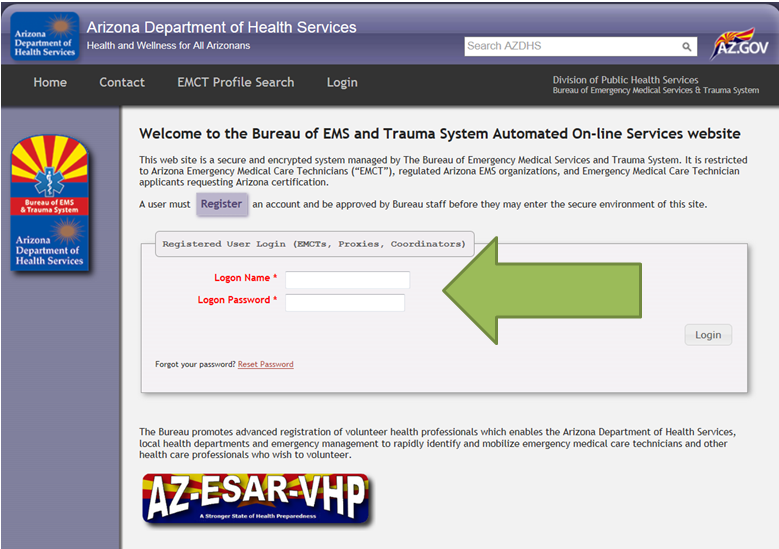 Arizona
Department of
Health Services
Arizona Department of Health Services
Health and Wellness for All Arizonans
Search AZDHS
AZ.GOV
Home Contact EMCT Profile Search Login
Division of Public Health Services
Bureau of Emergency Medical Services & Trauma System
Bureau of EMS
& Trauma System
Arizona
Department of
Health Services
Welcome to the Bureau of EMS and Trauma System Automated On-line Services website
This web site is a secure and encrypted system managed by The Bureau of Emergency Medical Services and Trauma System. It is restricted
to Arizona Emergency Medical Care Technicians ("EMCT"), regulated Arizona EMS organizations, and Emergency Medical Care Technician
applicants requesting Arizona certification.
A user must Register an account and be approved by Bureau staff before they may enter the secure environment of this site.
Registered User Login (EMCTs, Proxies, Coordinators)
Logon Name *
Logon Password *
Login
Forgot your password? Reset Password
The Bureau promotes advanced registration of volunteer health professionals which enables the Arizona Department of Health Services,
local health departments and emergency management to rapidly identify and mobilize emergency medical care technicians and other
health care professionals who wish to volunteer.
AZ-ESAR-VHP
A Stronger State of Health Preparedness